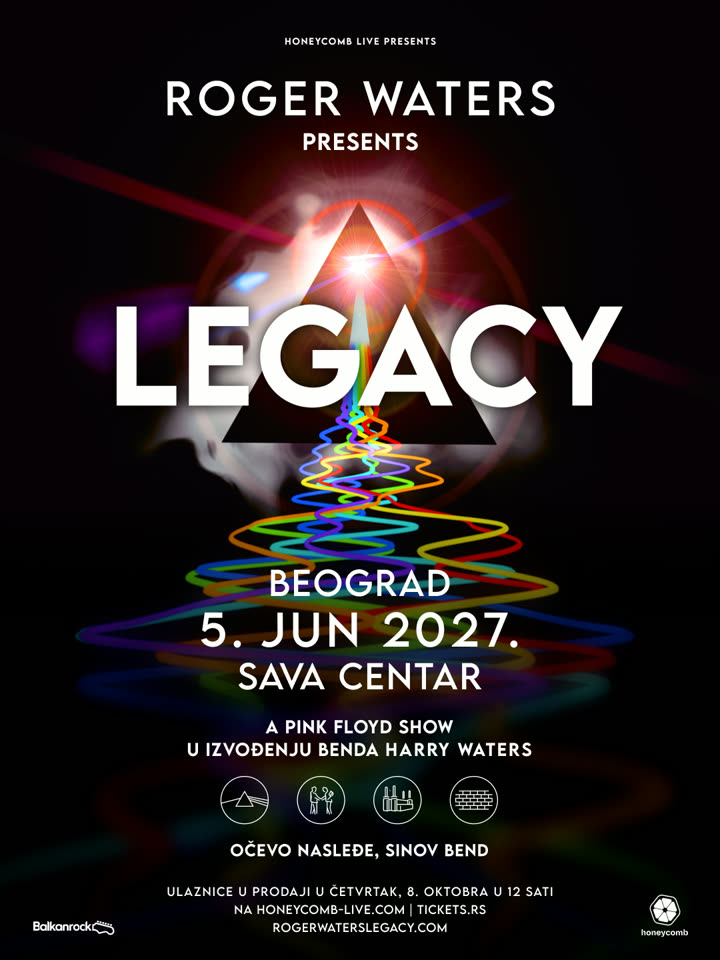 HONEYCOMB LIVE PRESENTS
ROGER WATERS
PRESENTS
LEGACY
BEOGRAD
5. JUN 2027.
SAVA CENTAR
A PINK FLOYD SHOW
U IZVOĐENJU BENDA HARRY WATERS
OČEVO NASLEĐE, SINOV BEND
ULAZNICE U PRODAJI U ČETVRTAK, 8. OKTOBRA U 12 SATI
NA HONEYCOMB-LIVE.COM | TICKETS.RS
ROGERWATERSLEGACY.COM
Balkanrock
honeycomb